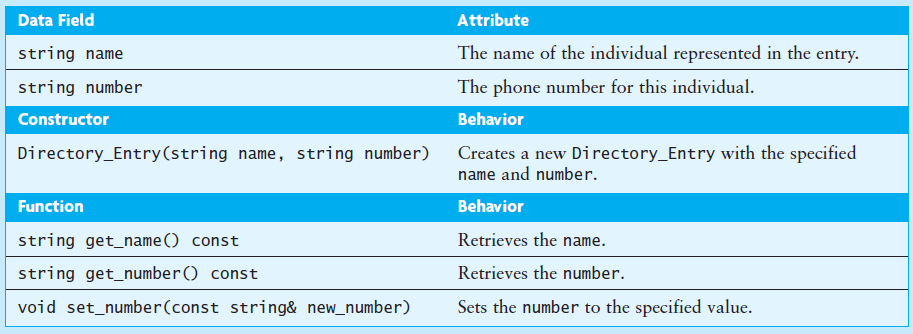 Data Field Attribute
string name The name of the individual represented in the entry.
string number The phone number for this individual.
Constructor Behavior
Directory_Entry(string name, string number) Creates a new Directory_Entry with the specified
name and number.
Function Behavior
string get_name() const Retrieves the name.
string get_number() const Retrieves the number.
void set_number(const string& new_number) Sets the number to the specified value.